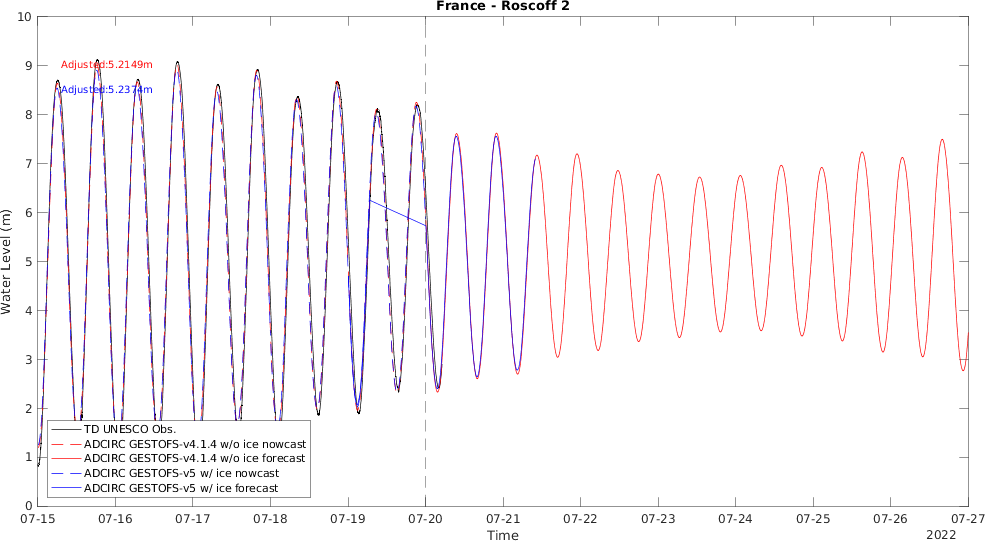 France - Roscoff 2
Adjusted:5.2149m
Adjusted:5.2374m
Water Level (m)
10
9
8
7
6
5
4
3
2
1
0
TD UNESCO Obs.
ADCIRC GESTOFS-v4.1.4 w/o ice nowcast
ADCIRC GESTOFS-v4.1.4 w/o ice forecast
ADCIRC GESTOFS-v5 w/ ice nowcast
ADCIRC GESTOFS-v5 w/ ice forecast
07-15 07-16 07-17 07-18 07-19 07-20 07-21 07-22 07-23 07-24 07-25 07-26 07-27
Time
2022